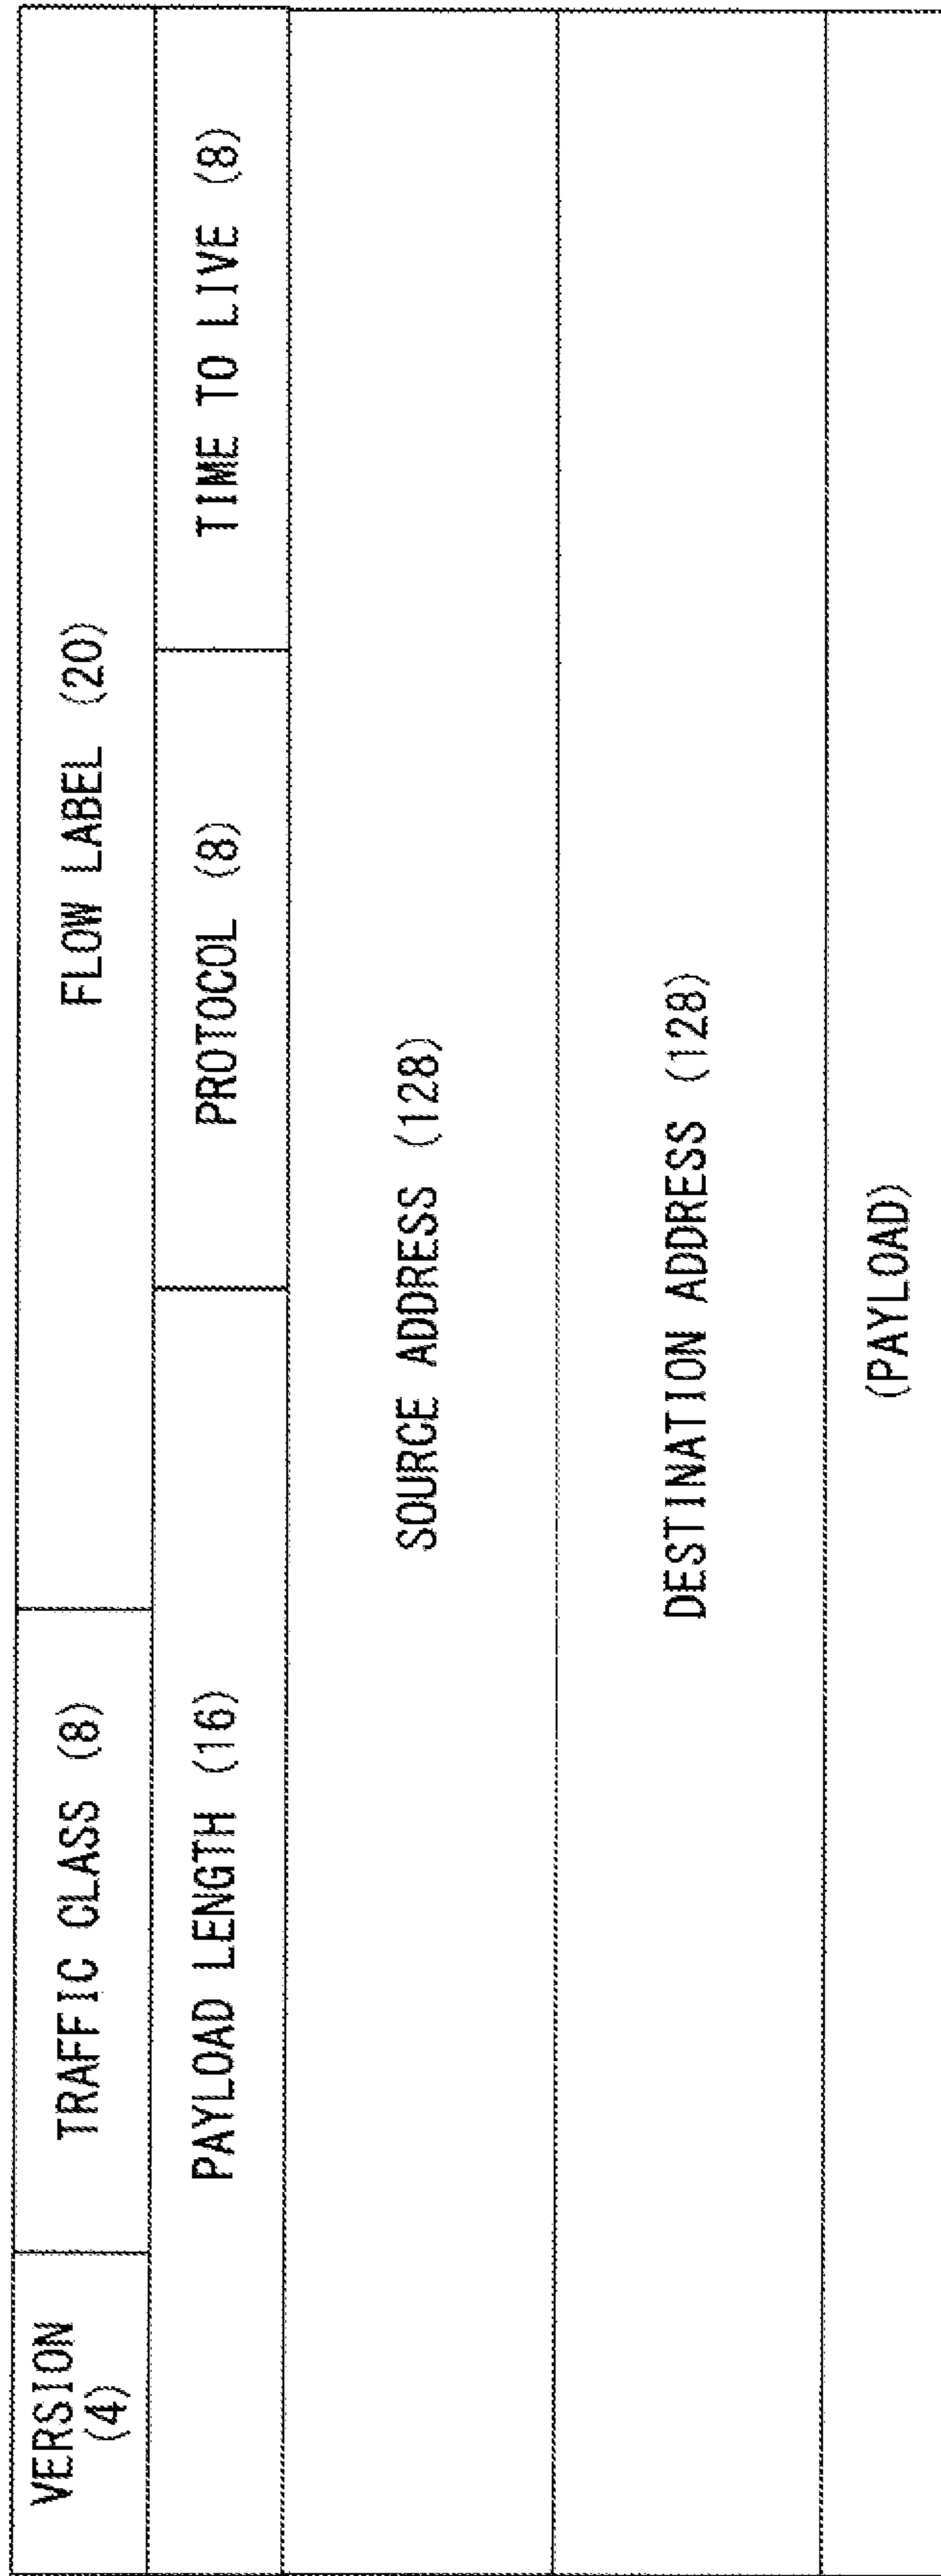 VERSION
(4)
TRAFFIC CLASS (8)
FLOW LABEL (20)
PAYLOAD LENGTH (16)
PROTOCOL (8)
TIME TO LIVE (8)
SOURCE ADDRESS (128)
DESTINATION ADDRESS (128)
(PAYLOAD)